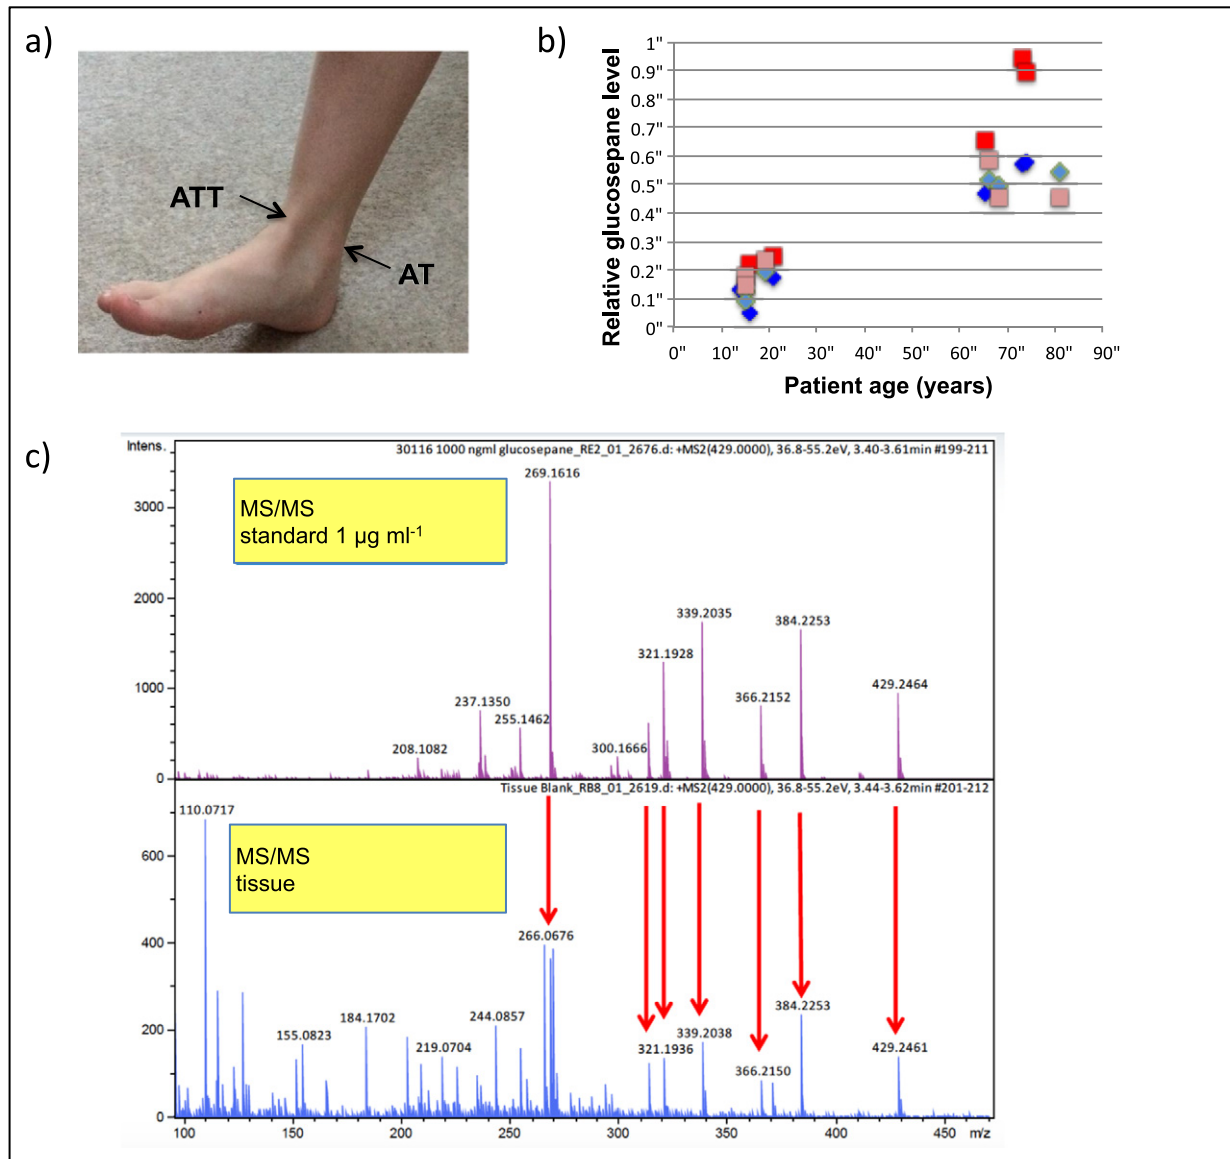 a)
ATT
AT
b)
Relative glucosepane level
1"
0.9"
0.8"
0.7"
0.6"
0.5"
0.4"
0.3"
0.2"
0.1"
0"
0" 10" 20" 30" 40" 50" 60" 70" 80" 90"
Patient age (years)
c)
Intens.
30116 1000 ngml glucosepane_RE2_01_2676.d: +MS2(429.0000), 36.8-55.2eV, 3.40-3.61min #199-211
MS/MS
standard 1 µg ml-1
3000
2000
1000
0
208.1082
237.1350
255.1462
269.1616
300.1666
321.1928
339.2035
366.2152
384.2253
429.2464
Tissue Blank_RB8_01_2619.d: +MS2(429.0000), 36.8-55.2eV, 3.44-3.62min #201-212
MS/MS
tissue
600
400
200
0
110.0717
155.0823
184.1702
219.0704
244.0857
266.0676
321.1936
339.2038
366.2150
384.2253
429.2461
100 150 200 250 300 350 400 450 m/z